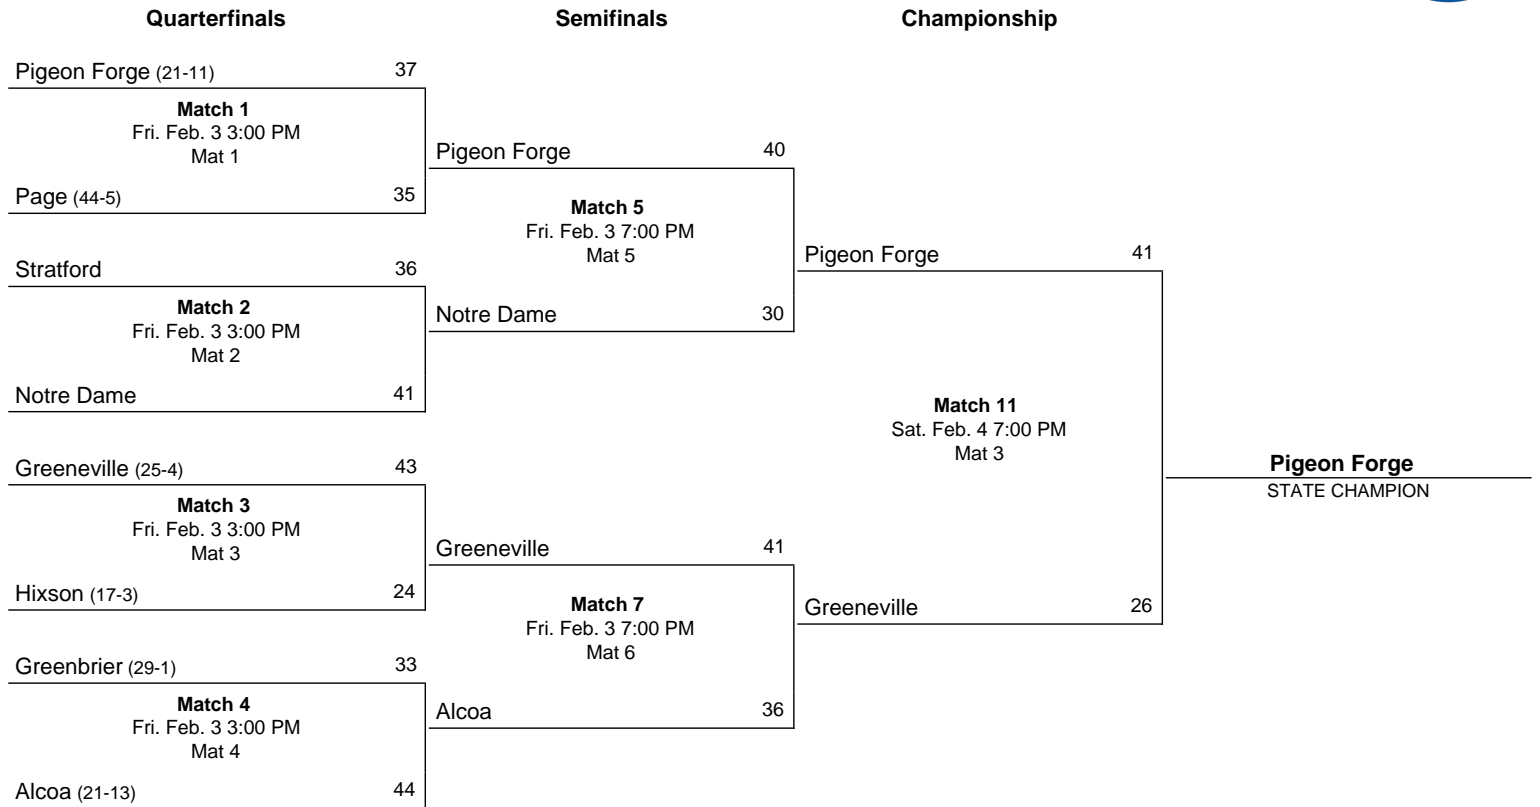 Quarterfinals
Semifinals
Championship
Pigeon Forge (21-11) 37
Match 1
Fri. Feb. 3 3:00 PM
Mat 1
Page (44-5) 35
Stratford 36
Match 2
Fri. Feb. 3 3:00 PM
Mat 2
Notre Dame 41
Greeneville (25-4) 43
Match 3
Fri. Feb. 3 3:00 PM
Mat 3
Hixson (17-3) 24
Greenbrier (29-1) 33
Match 4
Fri. Feb. 3 3:00 PM
Mat 4
Alcoa (21-13) 44
Pigeon Forge 40
Match 5
Fri. Feb. 3 7:00 PM
Mat 5
Notre Dame 30
Greeneville 41
Match 7
Fri. Feb. 3 7:00 PM
Mat 6
Alcoa 36
Pigeon Forge 41
Match 11
Sat. Feb. 4 7:00 PM
Mat 3
Greeneville 26
Pigeon Forge
STATE CHAMPION